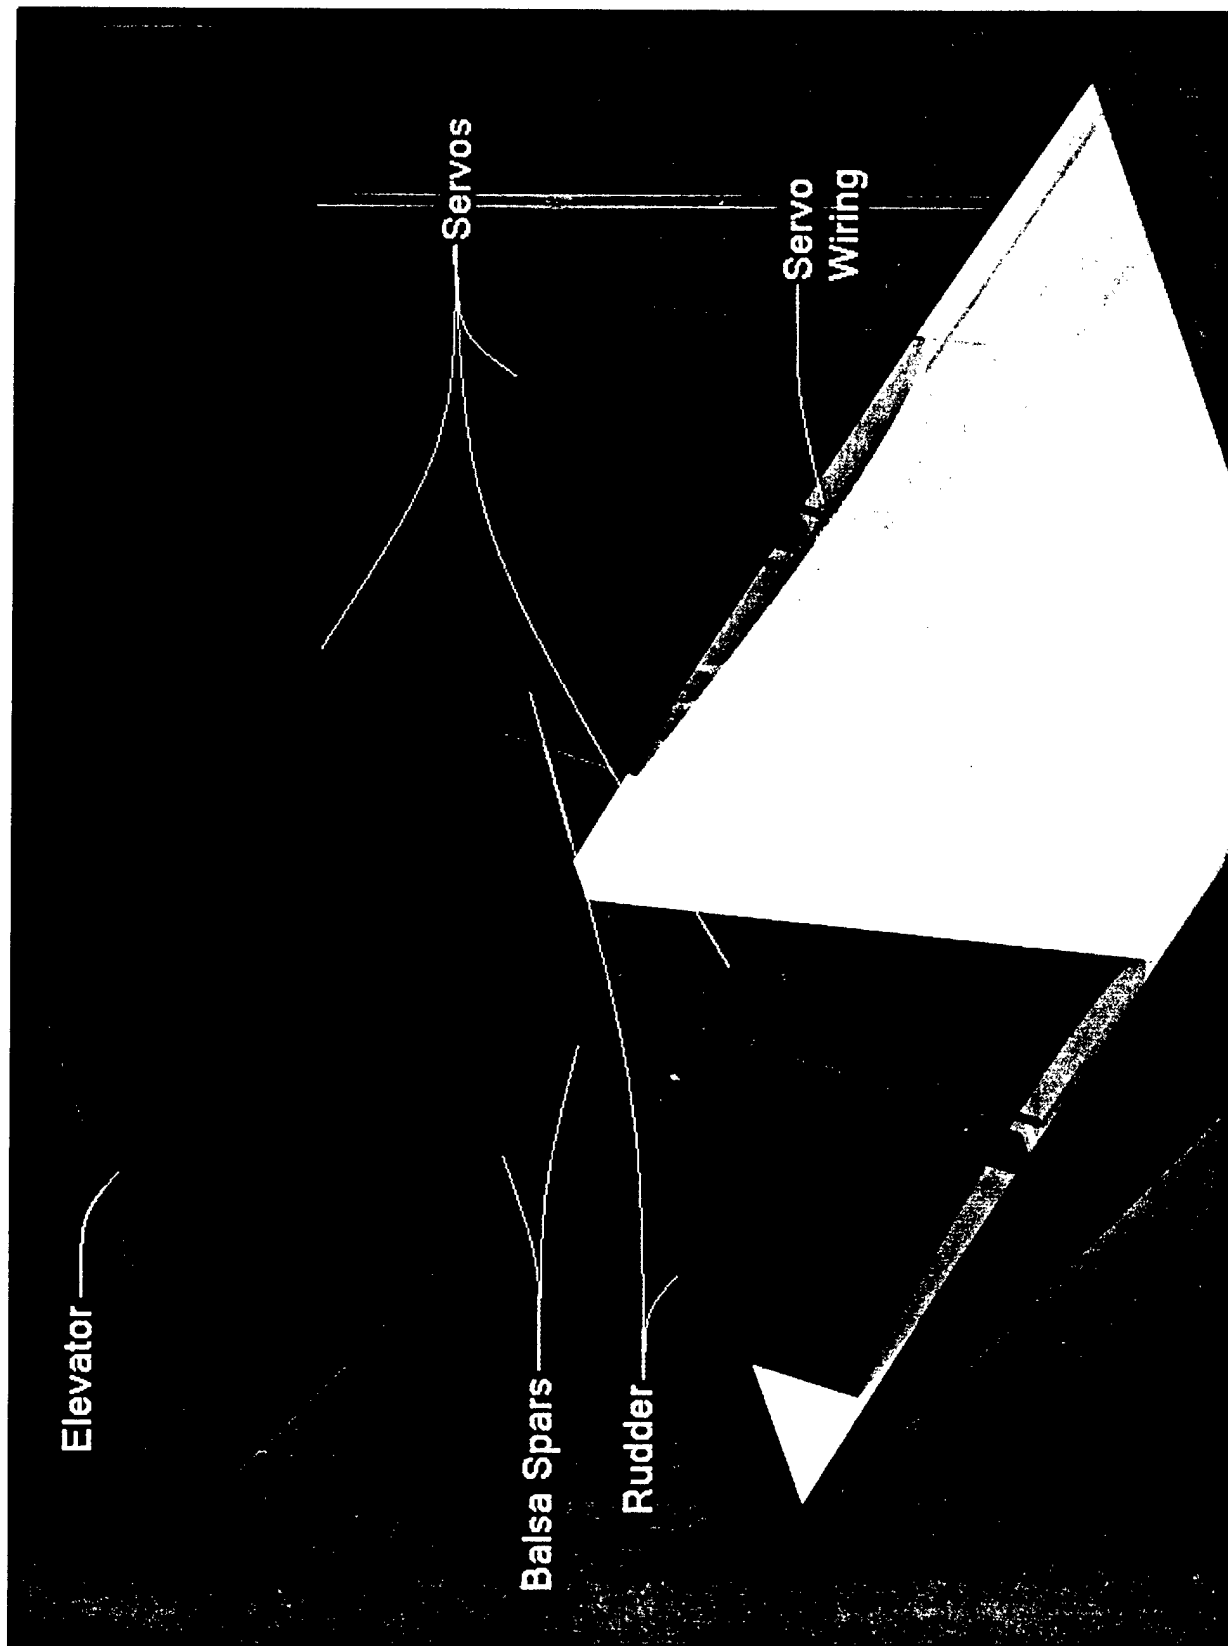 Elevator
Servos
Balsa Spars
Rudder
Servo
Wiring